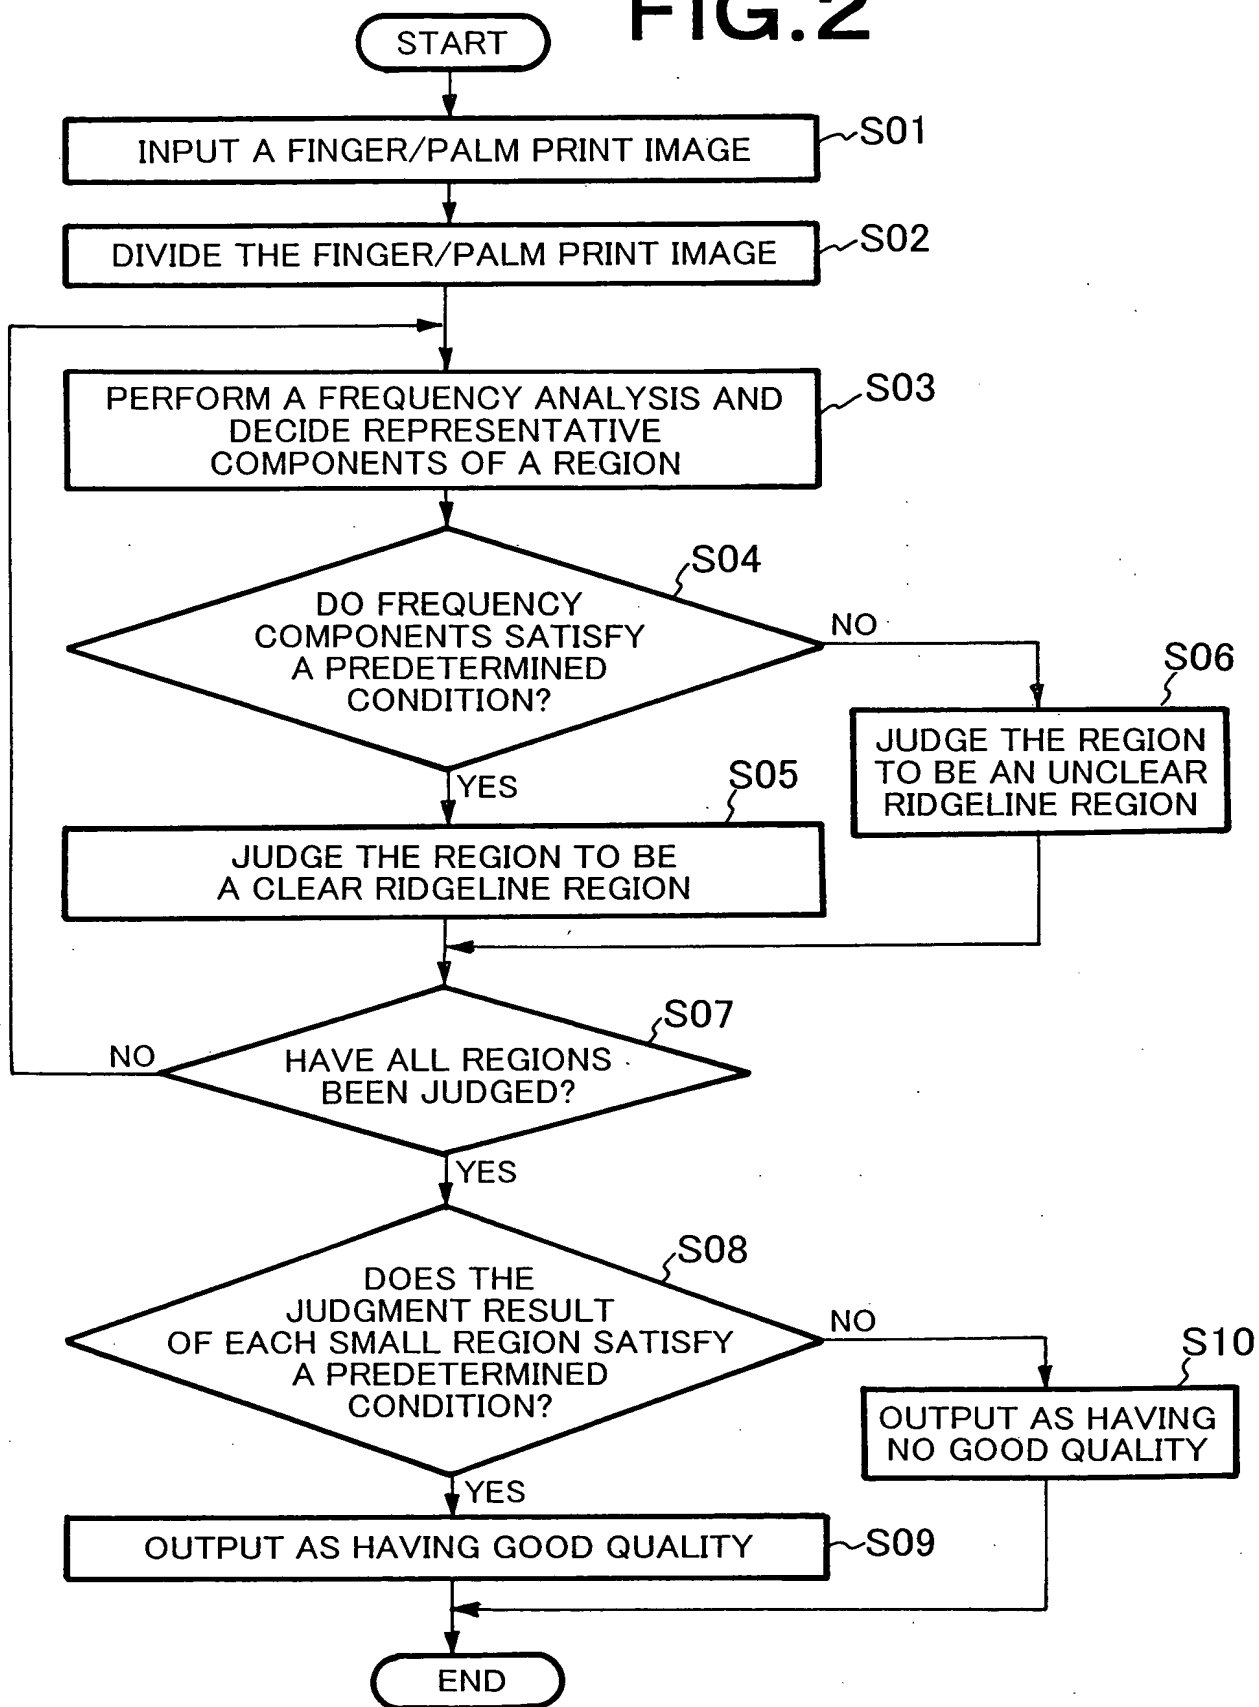 FIG.2
START
INPUT A FINGER/PALM PRINT IMAGE
S01
DIVIDE THE FINGER/PALM PRINT IMAGE
S02
PERFORM A FREQUENCY ANALYSIS AND
DECIDE REPRESENTATIVE
COMPONENTS OF A REGION
S03
S04
DO FREQUENCY
COMPONENTS SATISFY
A PREDETERMINED
CONDITION?
NO
YES
S06
JUDGE THE REGION
TO BE AN UNCLEAR
RIDGELINE REGION
S05
JUDGE THE REGION TO BE
A CLEAR RIDGELINE REGION
S07
HAVE ALL REGIONS
BEEN JUDGED?
NO
YES
S08
DOES THE
JUDGMENT RESULT
OF EACH SMALL REGION SATISFY
A PREDETERMINED
CONDITION?
NO
YES
S10
OUTPUT AS HAVING
NO GOOD QUALITY
OUTPUT AS HAVING GOOD QUALITY
S09
END